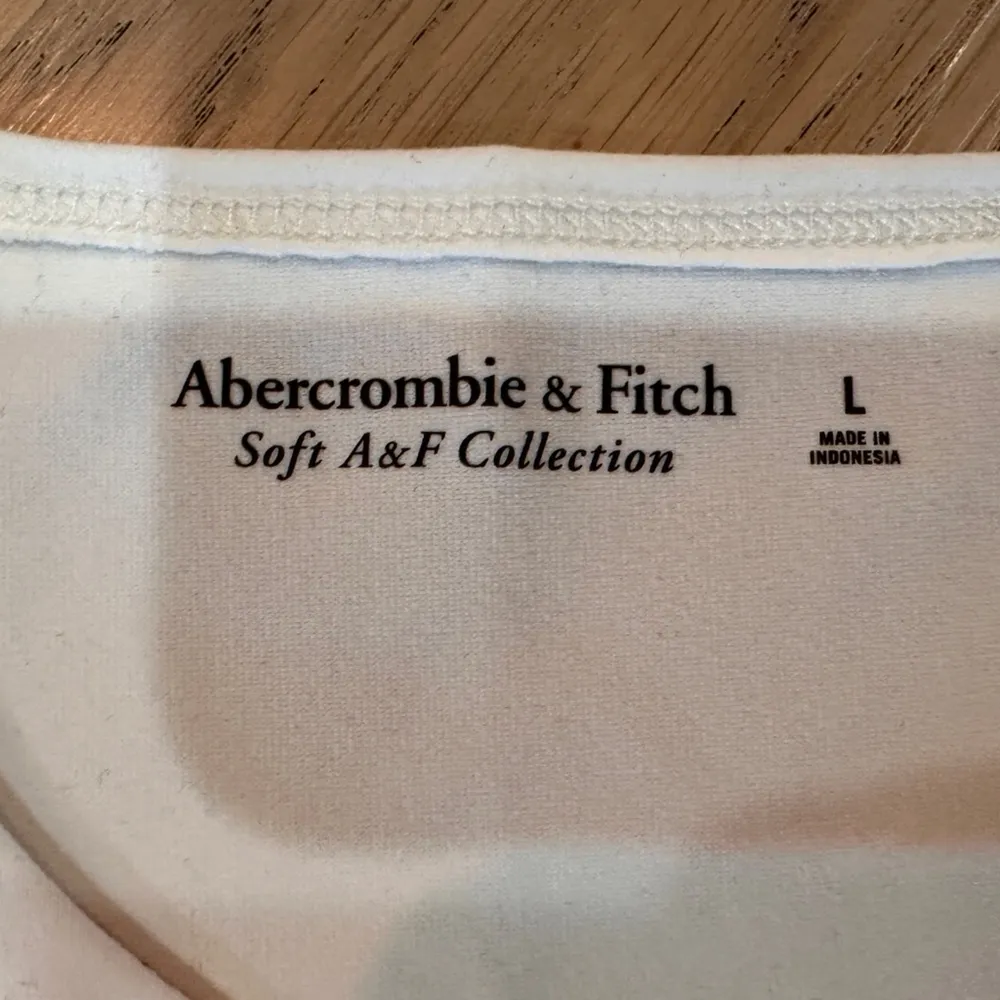 Abercrombie & Fitch
Soft A&F Collection
L
MADE IN
INDONESIA